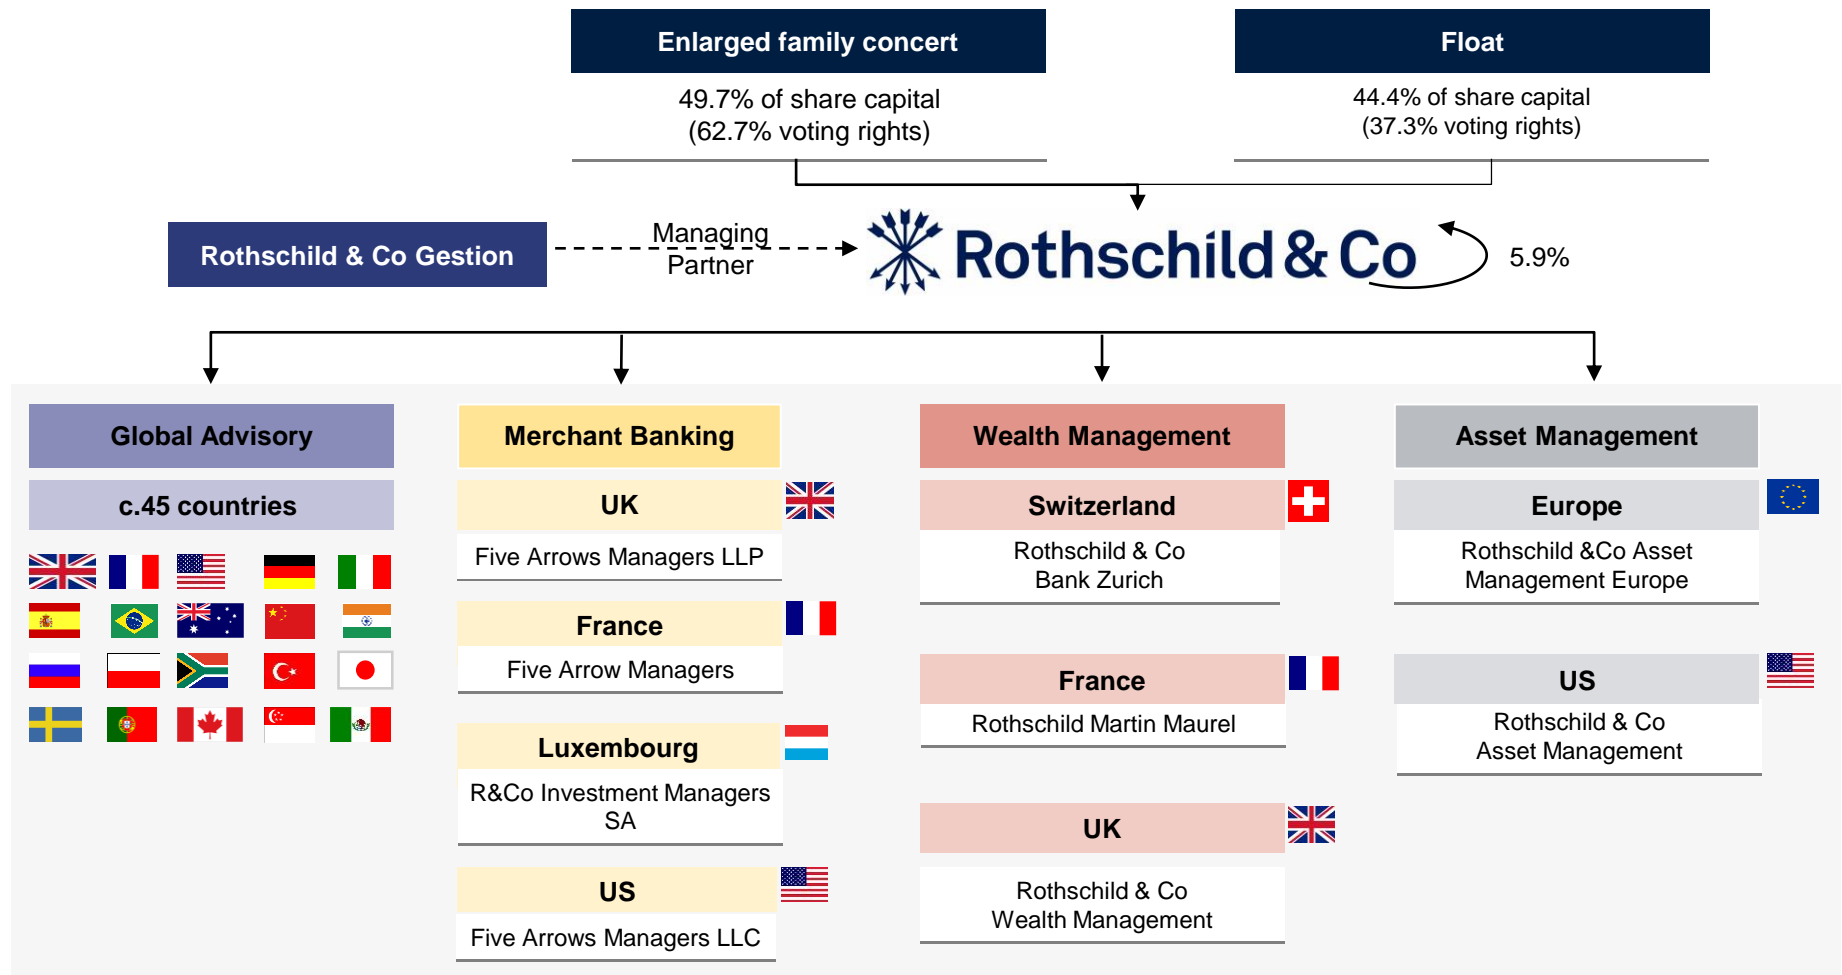 Enlarged family concert
49.7% of share capital
(62.7% voting rights)
Float
44.4% of share capital
(37.3% voting rights)
Rothschild & Co Gestion
Managing
Partner
Rothschild & Co
5.9%
Global Advisory
c.45 countries
Merchant Banking
UK
Five Arrows Managers LLP
France
Five Arrow Managers
Luxembourg
R&Co Investment Managers
SA
US
Five Arrows Managers LLC
Wealth Management
Switzerland
Rothschild & Co
Bank Zurich
France
Rothschild Martin Maurel
UK
Rothschild & Co
Wealth Management
Asset Management
Europe
Rothschild &Co Asset
Management Europe
US
Rothschild & Co
Asset Management